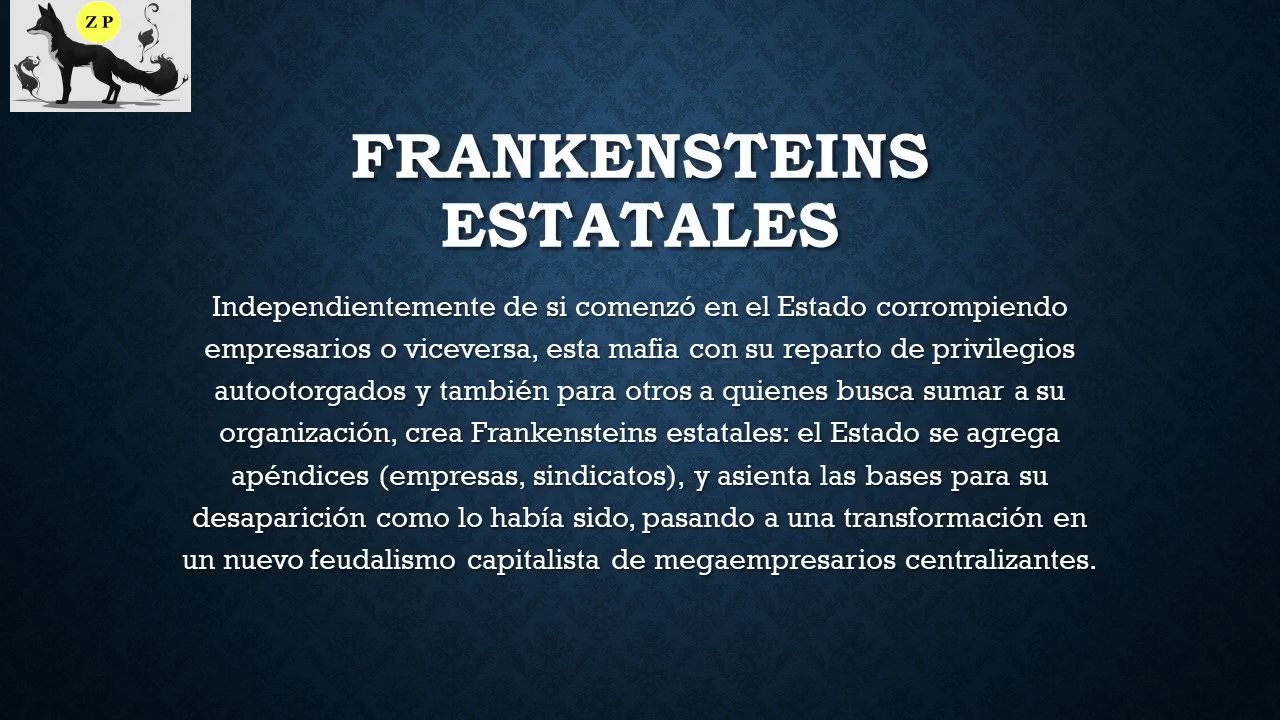 Z P
FRANKENSTEINS
ESTATALES
Independientemente de si comenzó en el Estado corrompiendo
empresarios o viceversa, esta mafia con su reparto de privilegios
autootorgados y también para otros a quienes busca sumar a su
organización, crea Frankensteins estatales: el Estado se agrega
apéndices (empresas, sindicatos), y asienta las bases para su
desaparición como lo había sido, pasando a una transformación en
un nuevo feudalismo capitalista de megaempresarios centralizantes.